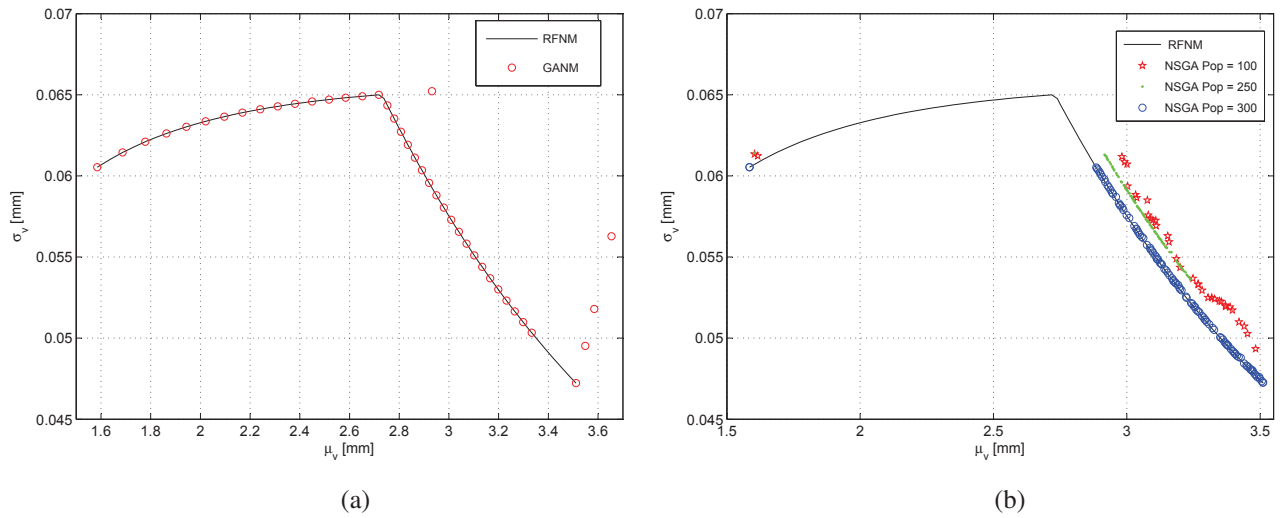 0.07
0.065
0.06
0.055
0.05
0.045
σv [mm]
1.6 1.8 2 2.2 2.4 2.6 2.8 3 3.2 3.4 3.6
μv [mm]
RFNM
GANM
(a)
0.07
0.065
0.06
0.055
0.05
0.045
σv [mm]
1.5 2 2.5 3 3.5
μv [mm]
RFNM
NSGA Pop = 100
NSGA Pop = 250
NSGA Pop = 300
(b)